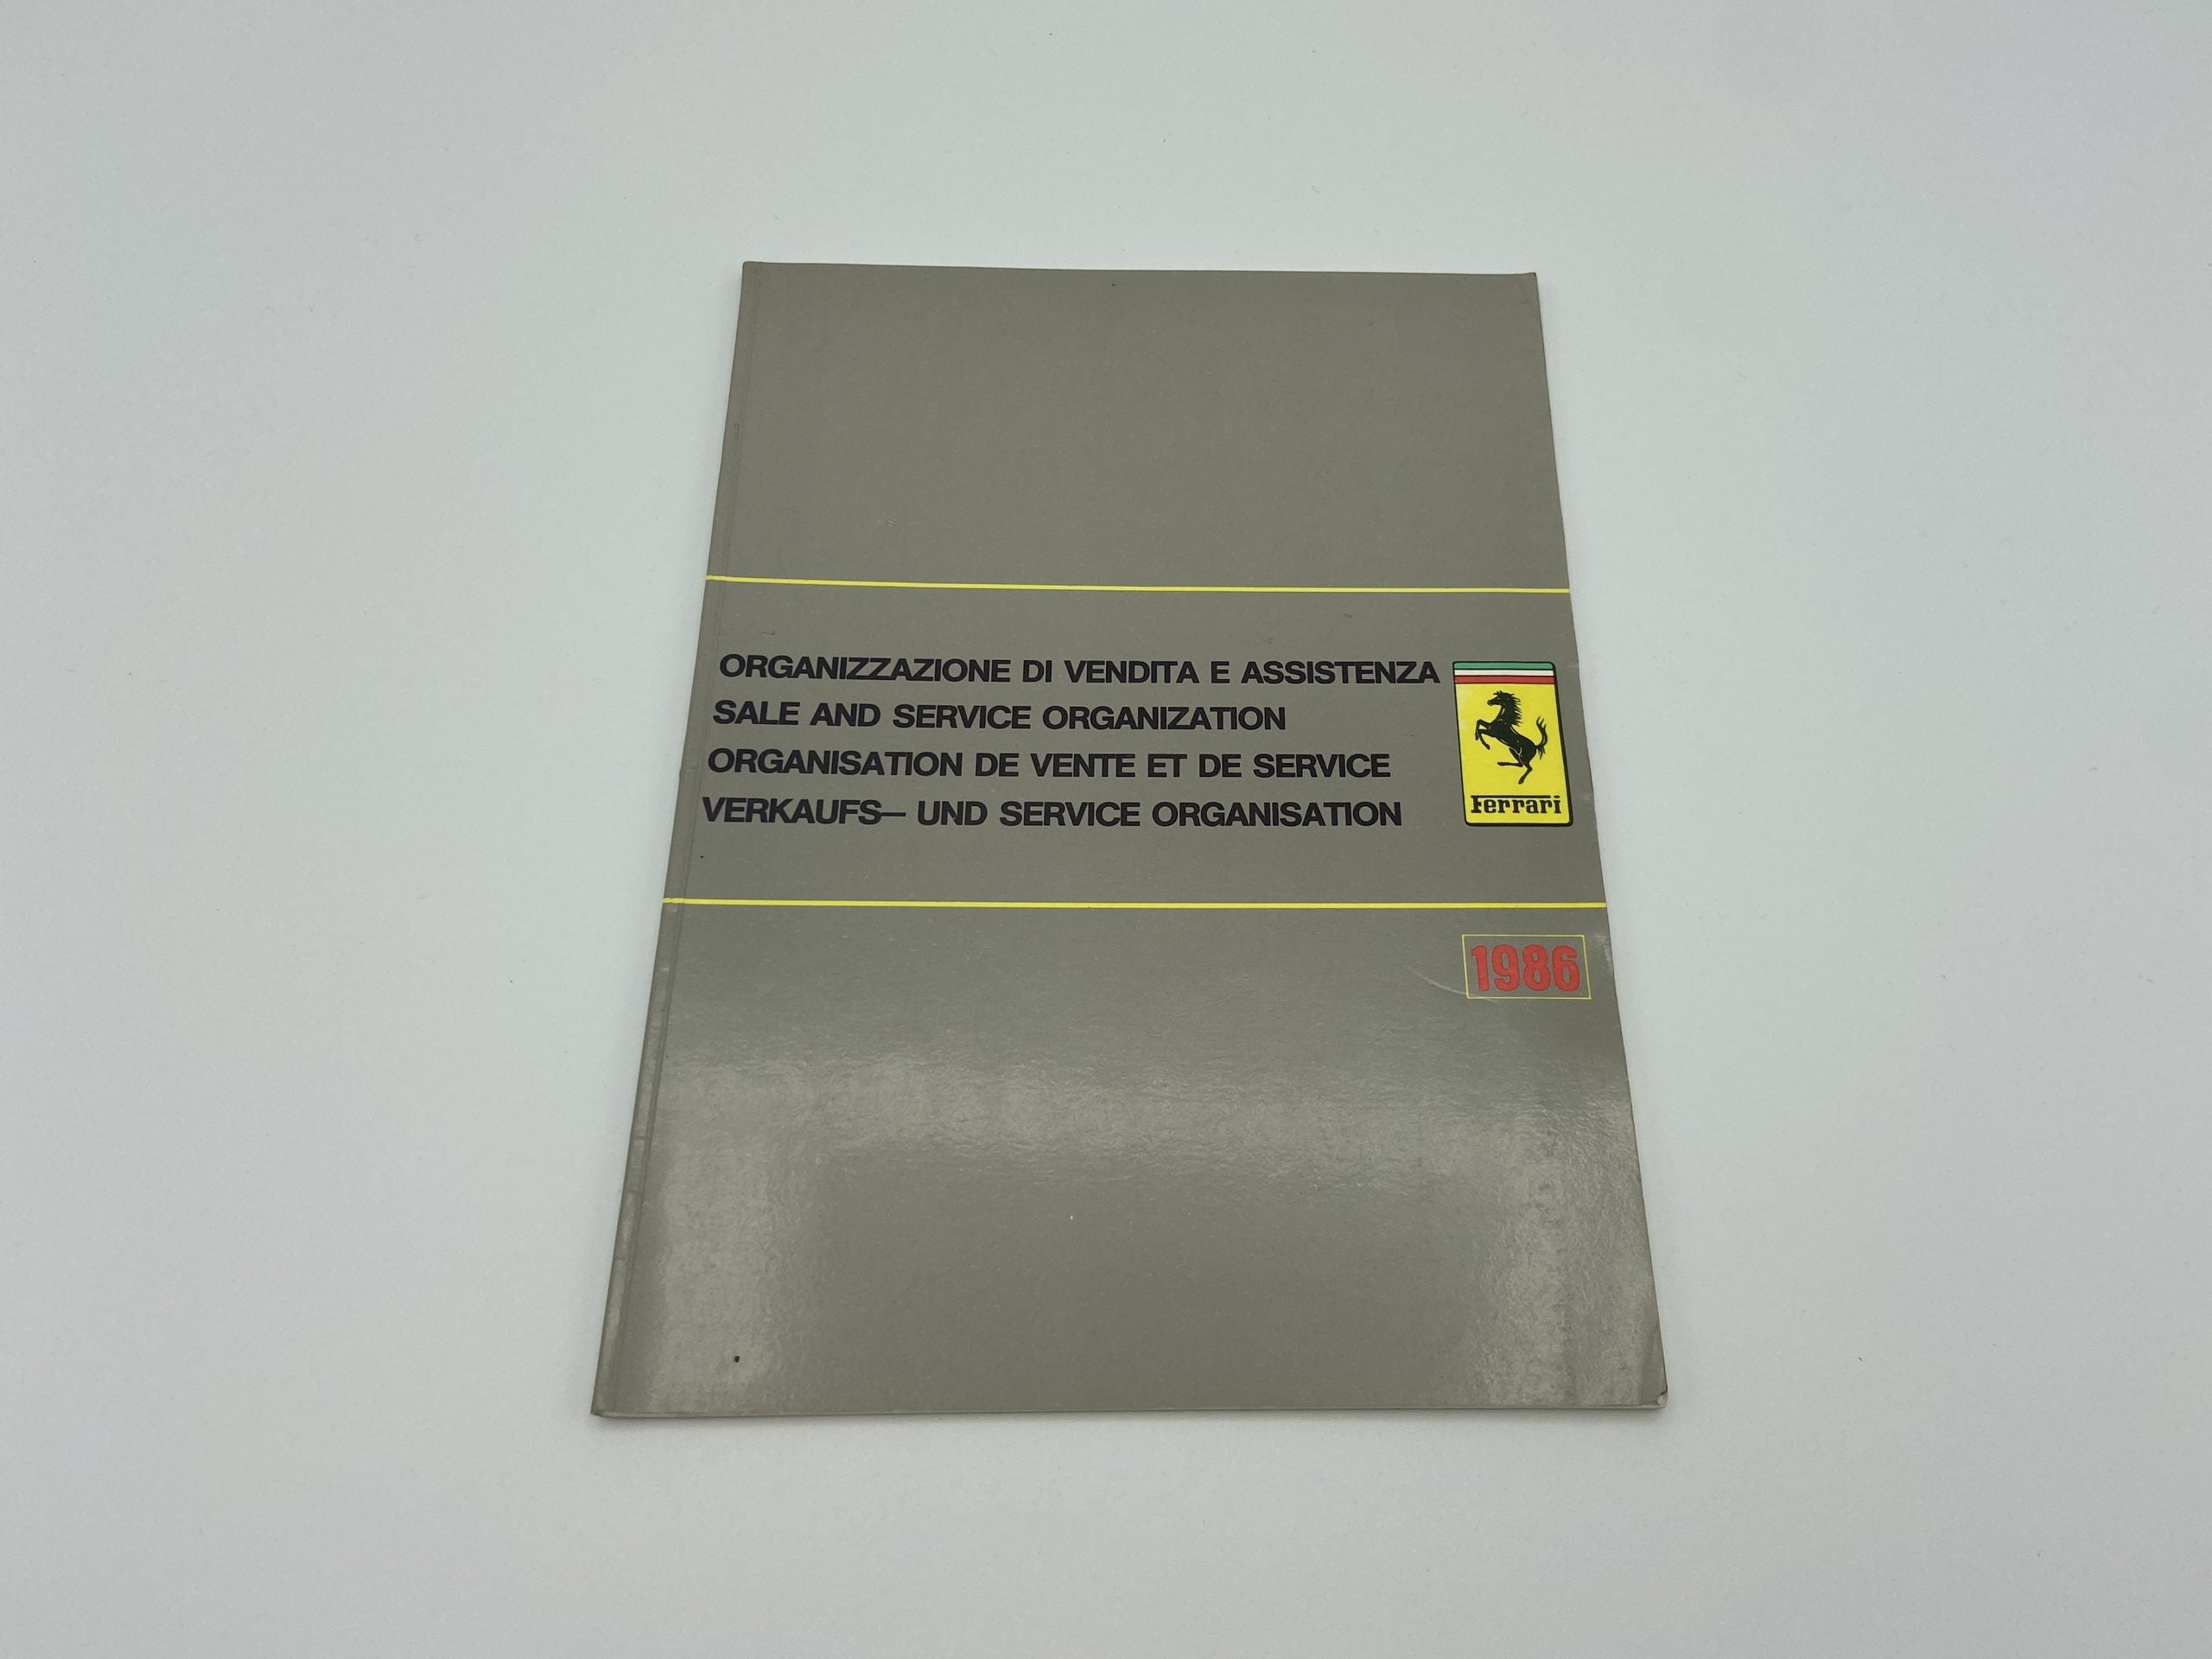 ORGANIZZAZIONE DI VENDITA E ASSISTENZA
SALE AND SERVICE ORGANIZATION
ORGANISATION DE VENTE ET DE SERVICE
VERKAUFS— UND SERVICE ORGANISATION
Ferrari
1986